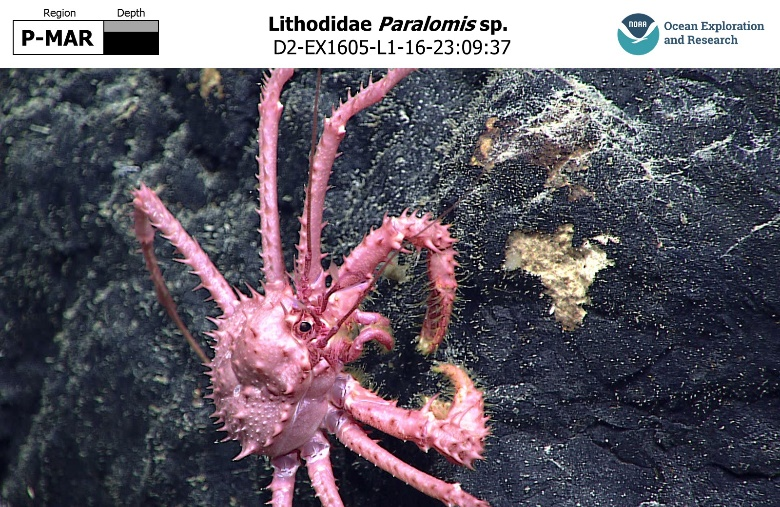 Region
P-MAR
Depth
Lithodidae Paralomis sp.
D2-EX1605-L1-16-23:09:37
NOAA
Ocean Exploration
and Research